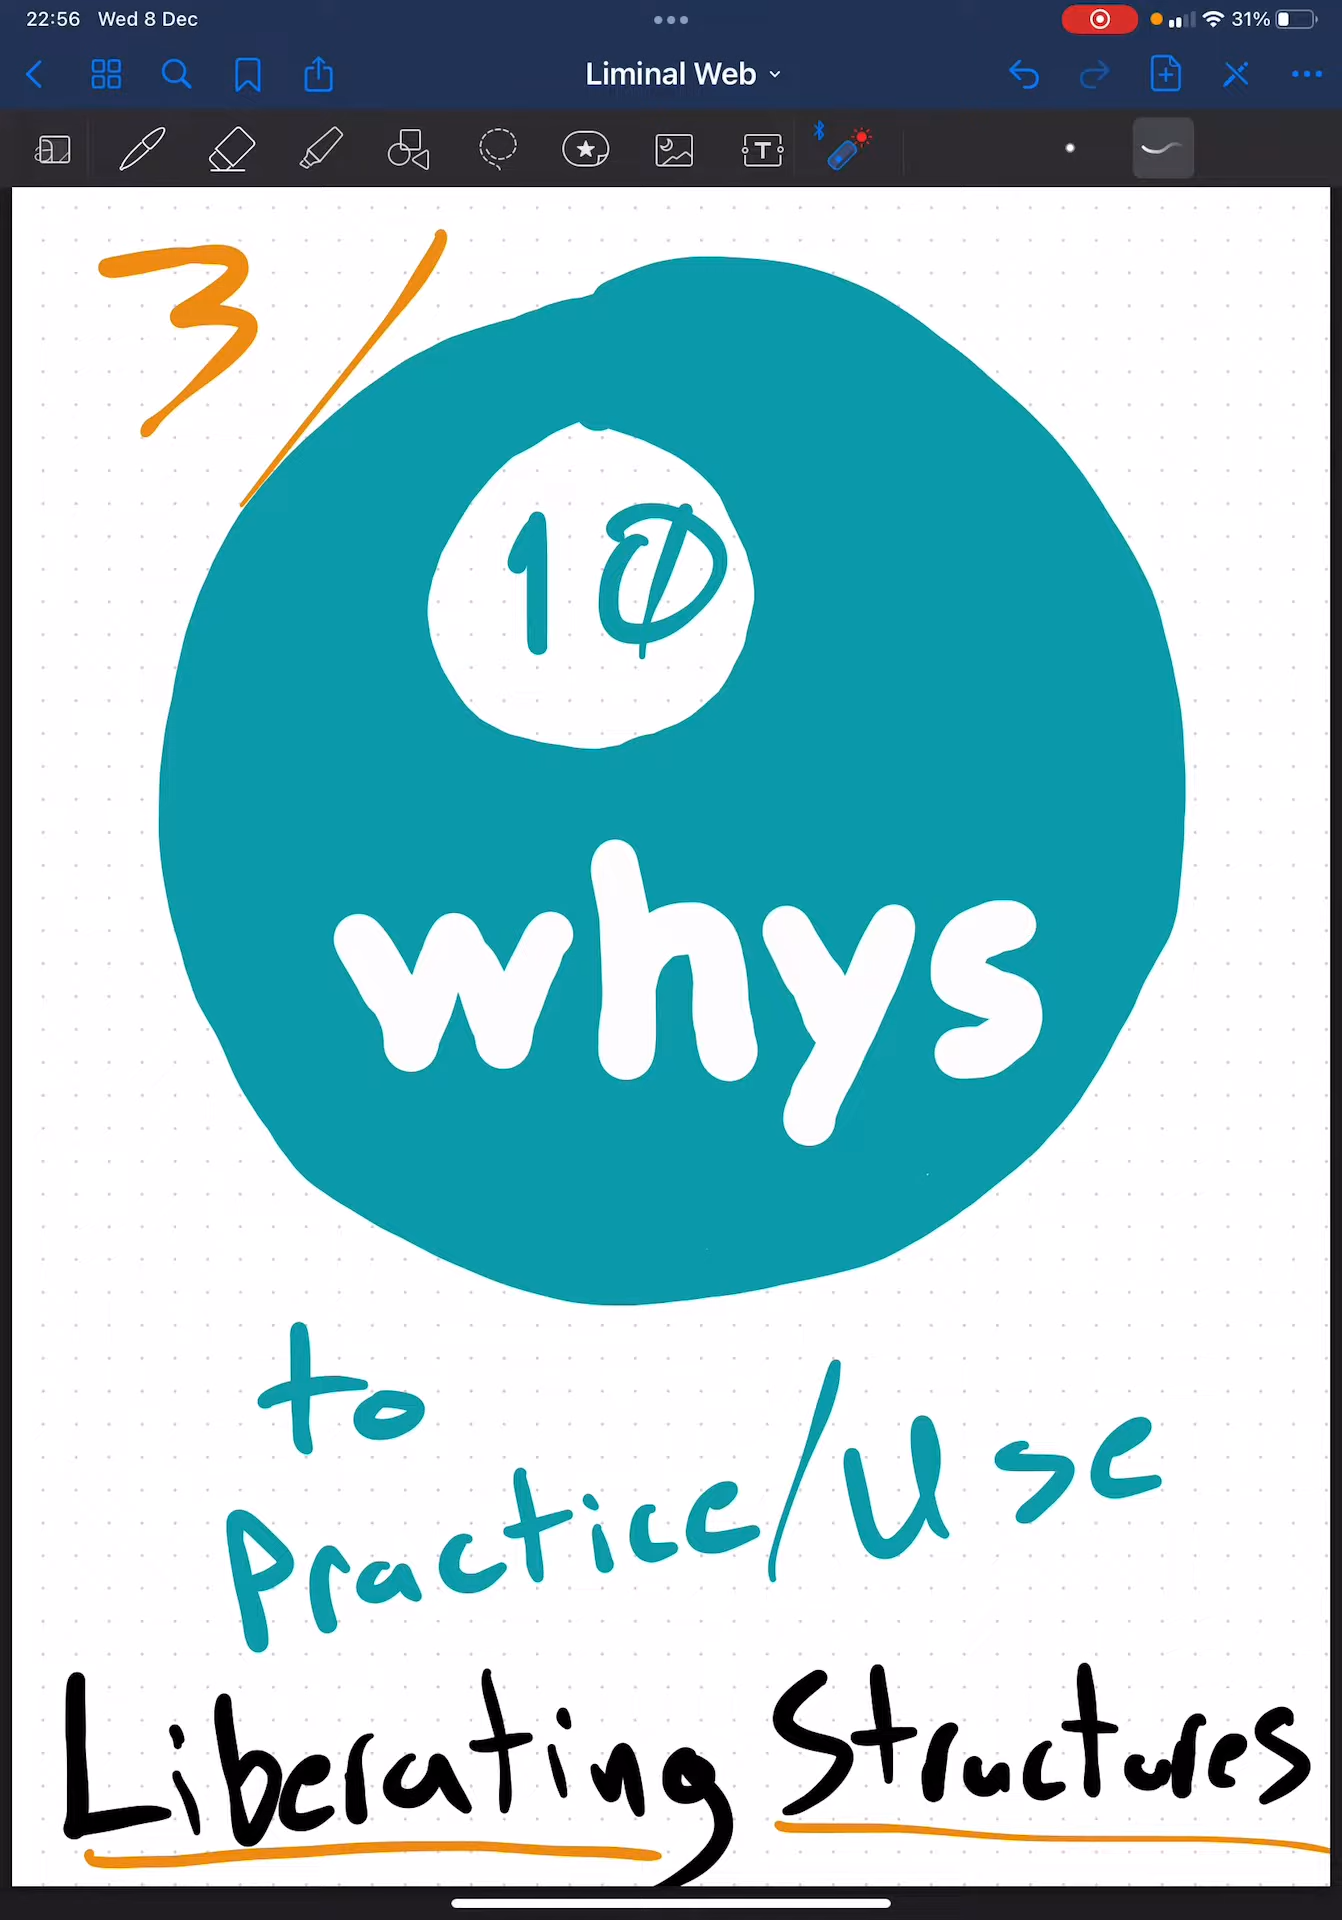 22:56 Wed 8 Dec
31%
Liminal Web
T
3/
10
whys
to
Practice/Use
Liberating Structures